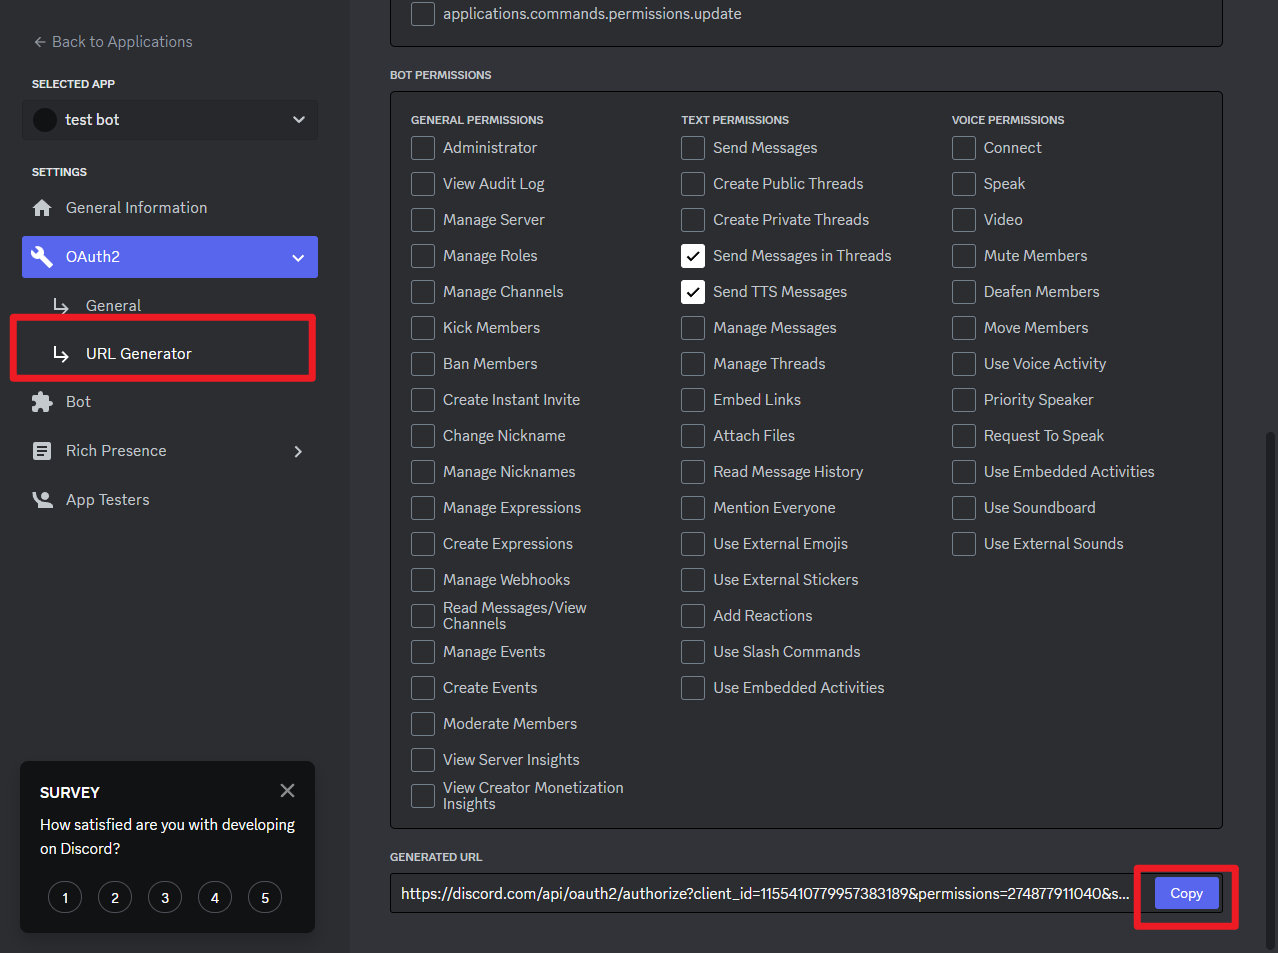 Back to Applications
SELECTED APP
test bot
SETTINGS
General Information
OAuth2
General
URL Generator
Bot
Rich Presence
App Testers
SURVEY
How satisfied are you with developing
on Discord?
1
2
3
4
5
applications.commands.permissions.update
BOT PERMISSIONS
GENERAL PERMISSIONS
Administrator
View Audit Log
Manage Server
Manage Roles
Manage Channels
Kick Members
Ban Members
Create Instant Invite
Change Nickname
Manage Nicknames
Manage Expressions
Create Expressions
Manage Webhooks
Read Messages/View
Channels
Manage Events
Create Events
Moderate Members
View Server Insights
View Creator Monetization
Insights
TEXT PERMISSIONS
Send Messages
Create Public Threads
Create Private Threads
Send Messages in Threads
Send TTS Messages
Manage Messages
Manage Threads
Embed Links
Attach Files
Read Message History
Mention Everyone
Use External Emojis
Use External Stickers
Add Reactions
Use Slash Commands
Use Embedded Activities
VOICE PERMISSIONS
Connect
Speak
Video
Mute Members
Deafen Members
Move Members
Use Voice Activity
Priority Speaker
Request To Speak
Use Embedded Activities
Use Soundboard
Use External Sounds
GENERATED URL
https://discord.com/api/oauth2/authorize?client_id=1155410779957383189&permissions=274877911040&s...
Copy